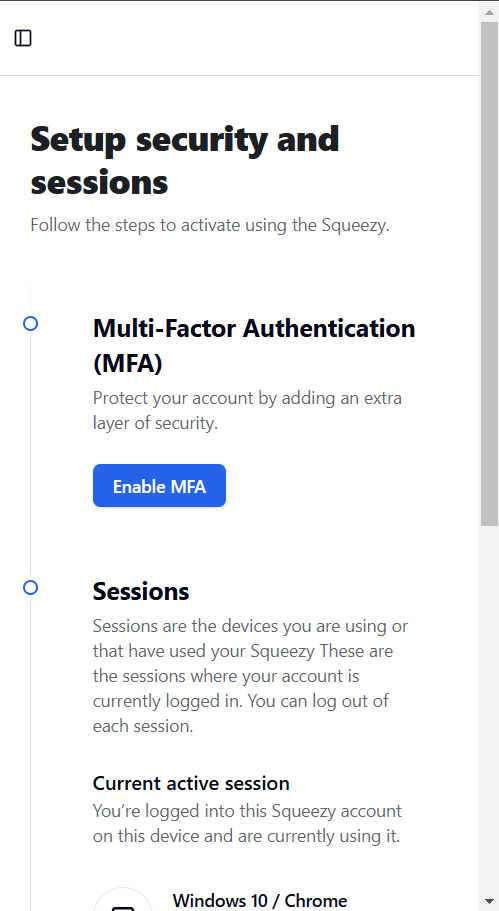 Setup security and
sessions
Follow the steps to activate using the Squeezy.
Multi-Factor Authentication
(MFA)
Protect your account by adding an extra
layer of security.
Enable MFA
Sessions
Sessions are the devices you are using or
that have used your Squeezy These are
the sessions where your account is
currently logged in. You can log out of
each session.
Current active session
You’re logged into this Squeezy account
on this device and are currently using it.
Windows 10 / Chrome